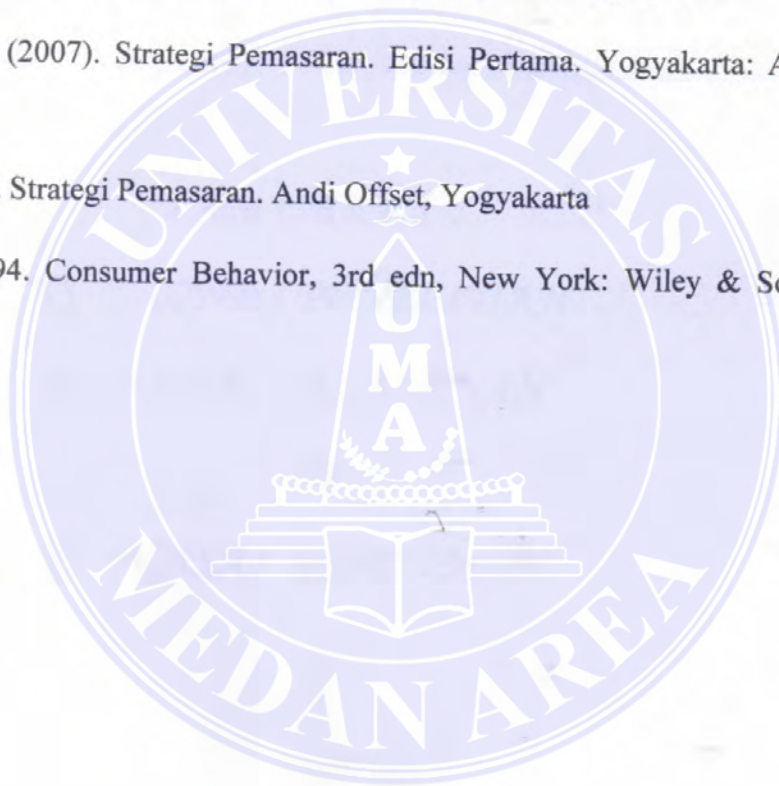 (2007). Strategi Pemasaran. Edisi Pertama. Yogyakarta:
Strategi Pemasaran. Andi Offset, Yogyakarta
94. Consumer Behavior, 3rd edn, New York: Wiley &
UNIVERSITAS
UMA
MEDAN AREA